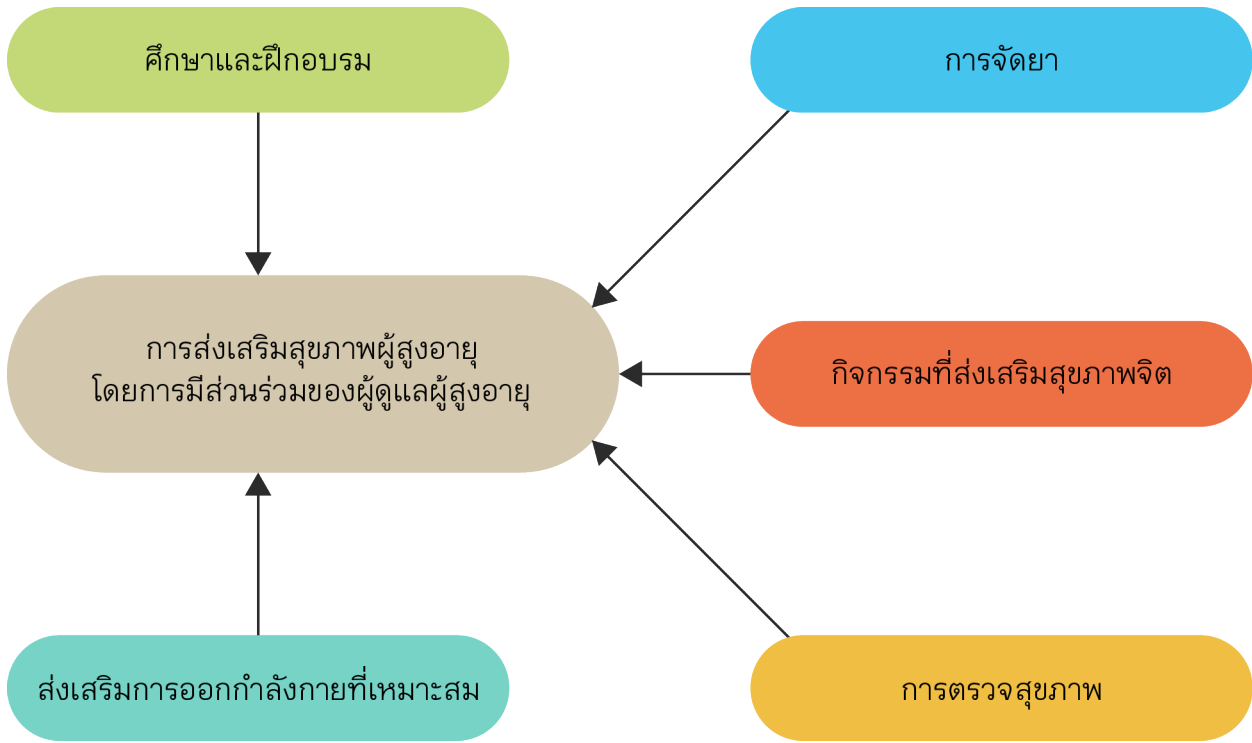 ศึกษาและฝึกอบรม
การจัดยา
การส่งเสริมสุขภาพผู้สูงอายุ
โดยการมีส่วนร่วมของผู้ดูแลผู้สูงอายุ
กิจกรรมที่ส่งเสริมสุขภาพจิต
ส่งเสริมการออกกำลังกายที่เหมาะสม
การตรวจสุขภาพ